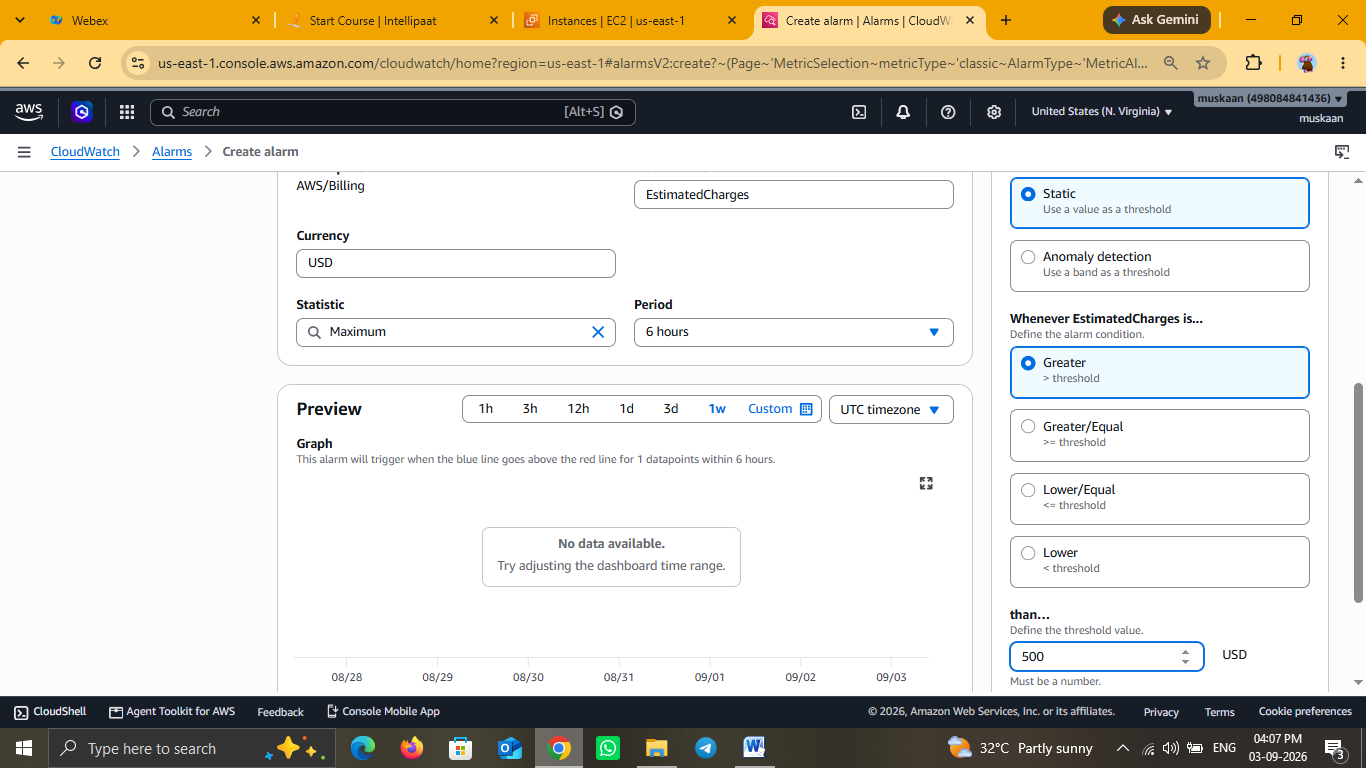 Webex
Start Course | Intellipaat
Instances | EC2 | us-east-1
Create alarm | Alarms | CloudW
Ask Gemini
us-east-1.console.aws.amazon.com/cloudwatch/home?region=us-east-1#alarmsV2:create?~(Page~'MetricSelection~metricType~'classic~AlarmType~'MetricAl...
aws
Search
[Alt+S]
United States (N. Virginia)
muskaan (498084841436)
muskaan
CloudWatch
Alarms
Create alarm
AWS/Billing
EstimatedCharges
Currency
USD
Statistic
Period
Maximum
6 hours
Preview
1h 3h 12h 1d 3d 1w Custom
UTC timezone
Graph
This alarm will trigger when the blue line goes above the red line for 1 datapoints within 6 hours.
No data available.
Try adjusting the dashboard time range.
08/28 08/29 08/30 08/31 09/01 09/02 09/03
Static
Use a value as a threshold
Anomaly detection
Use a band as a threshold
Whenever EstimatedCharges is...
Define the alarm condition.
Greater
> threshold
Greater/Equal
>= threshold
Lower/Equal
<= threshold
Lower
< threshold
than...
Define the threshold value.
500
USD
Must be a number.
CloudShell
Agent Toolkit for AWS
Feedback
Console Mobile App
© 2026, Amazon Web Services, Inc. or its affiliates.
Privacy
Terms
Cookie preferences
Type here to search
32°C Partly sunny
ENG
04:07 PM
03-09-2026
3